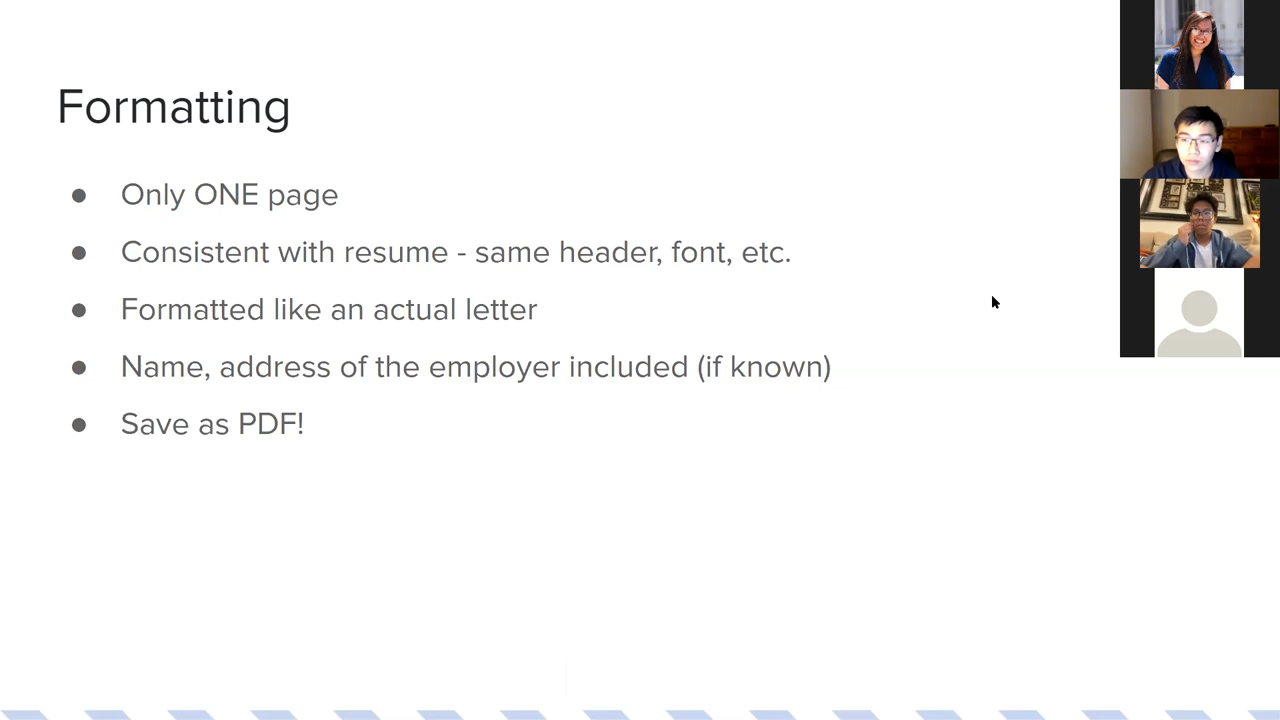 Formatting
● Only ONE page
● Consistent with resume - same header, font, etc.
● Formatted like an actual letter
● Name, address of the employer included (if known)
● Save as PDF!